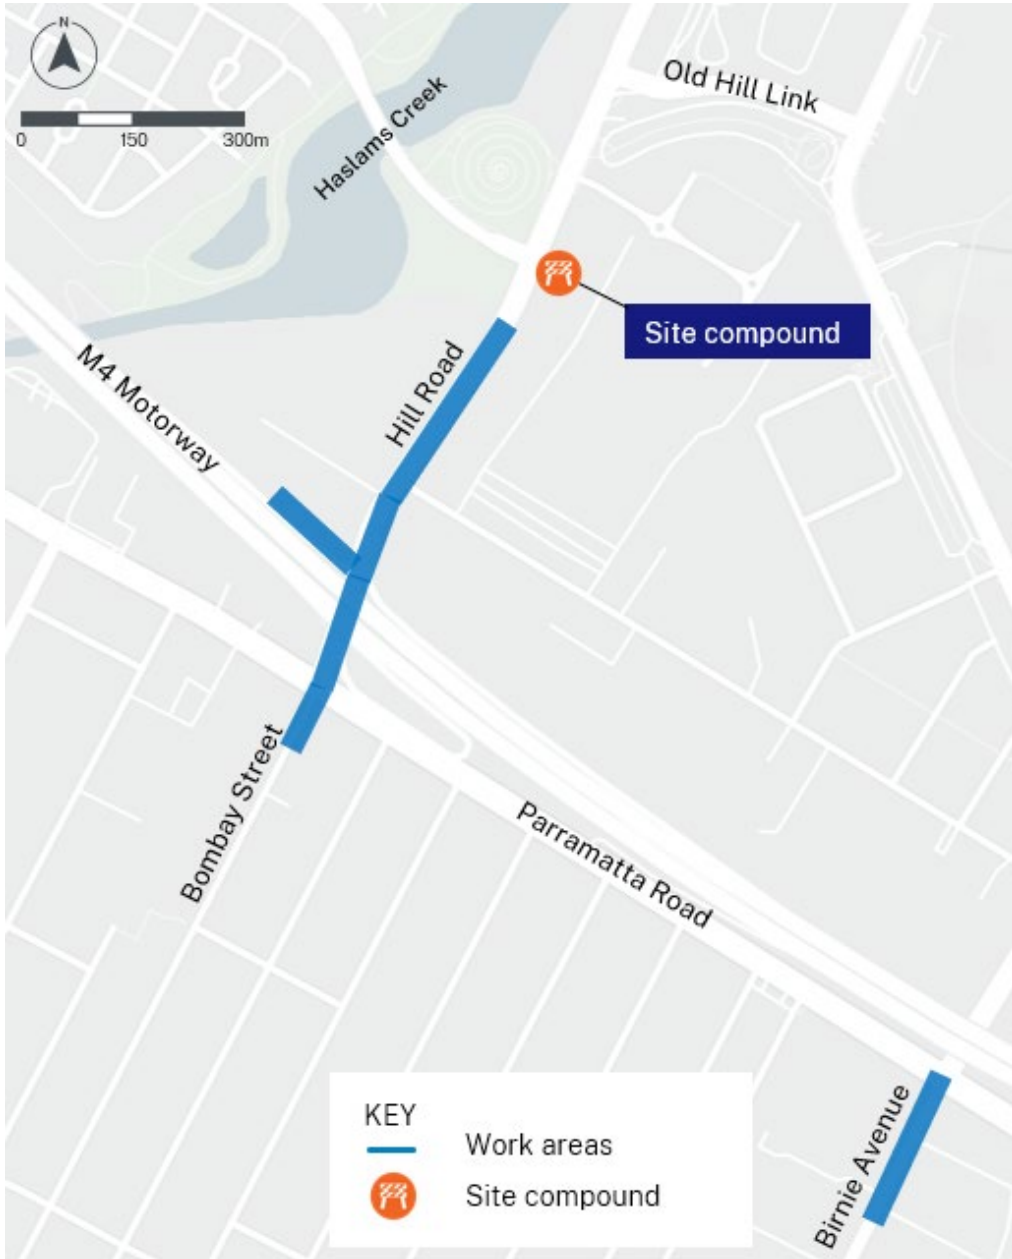 N
0 150 300m
Haslams Creek
Old Hill Link
Site compound
Hill Road
M4 Motorway
Bombay Street
Parramatta Road
Birnie Avenue
KEY
Work areas
Site compound